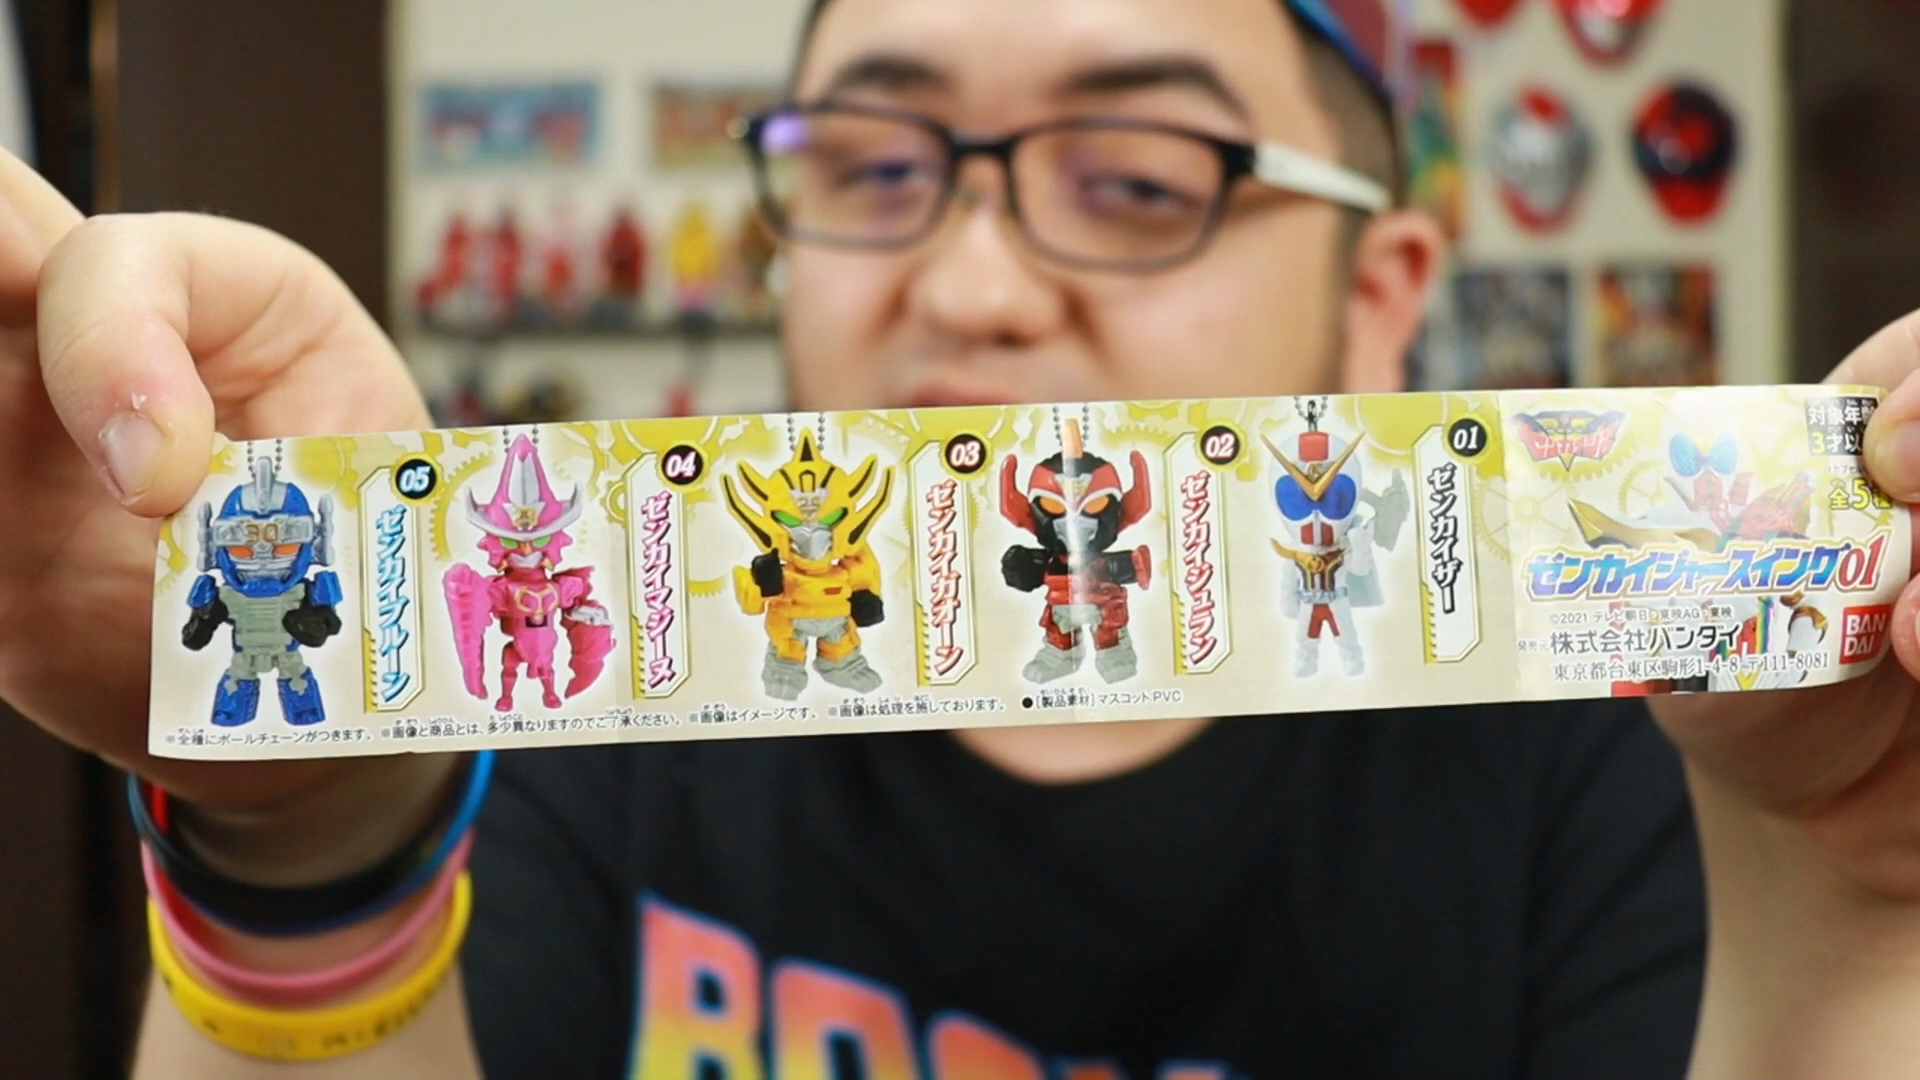 05
ゼンカイブルーン
04
ゼンカイマジーヌ
03
ゼンカイガオーン
02
ゼンカイジュラン
01
ゼンカイザー
30
対象年齢
3才以
全5種
ゼンカイジャースイング01
©2021 テレビ朝日・東映AG・東映
発売元 株式会社バンダイ
東京都台東区駒形1-4-8 〒111-8081
BAN
DAI
※全種にボールチェーンがつきます。※画像と商品とは、多少異なりますのでご了承ください。※画像はイメージです。※画像は処理を施しております。●[製品素材]マスコットPVC